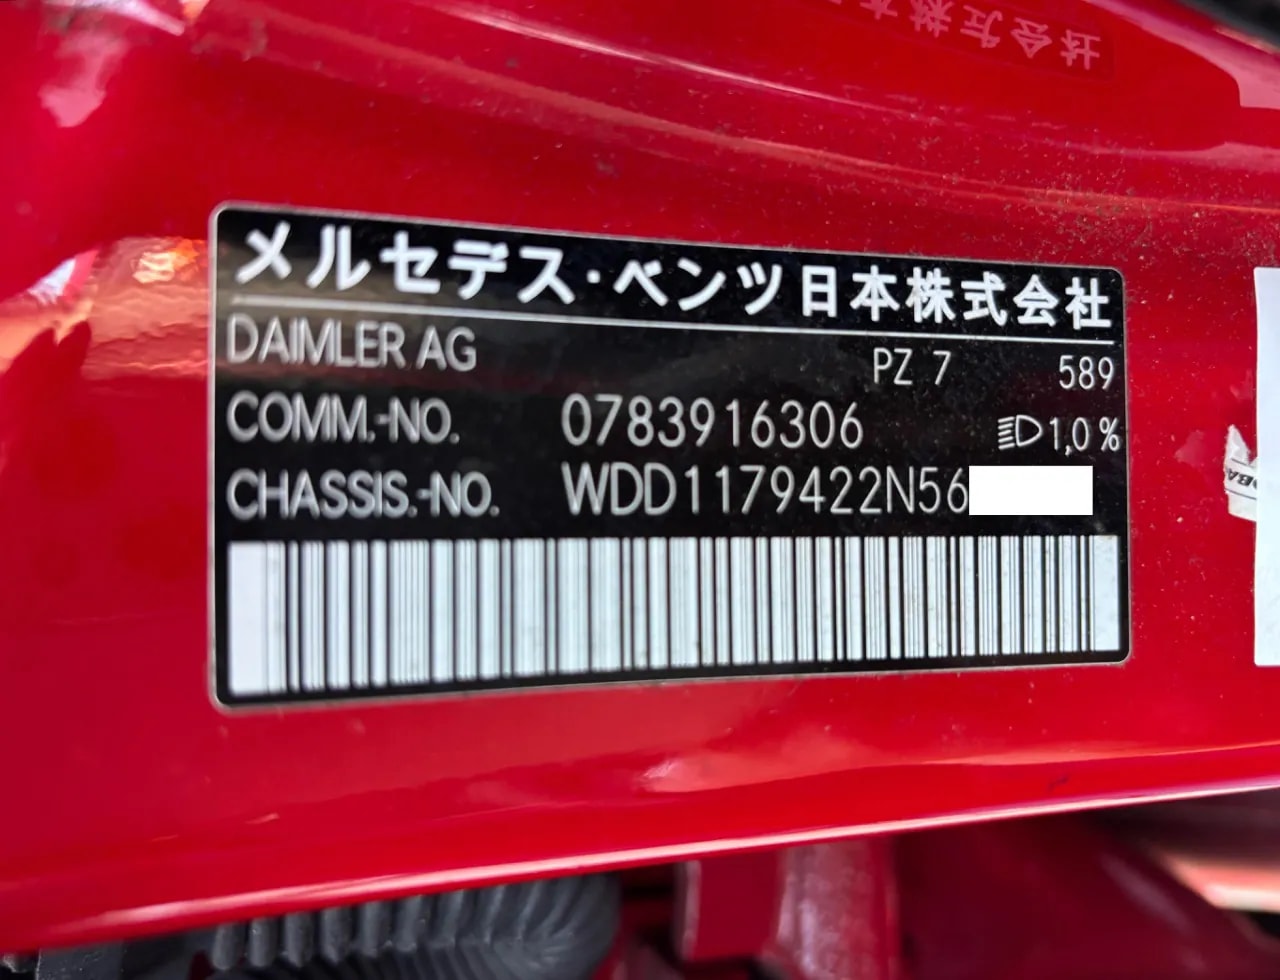 メルセデス・ベンツ日本株式会社
DAIMLER AG PZ 7 589
COMM.-NO. 0783916306 1,0 %
CHASSIS.-NO. WDD1179422N56